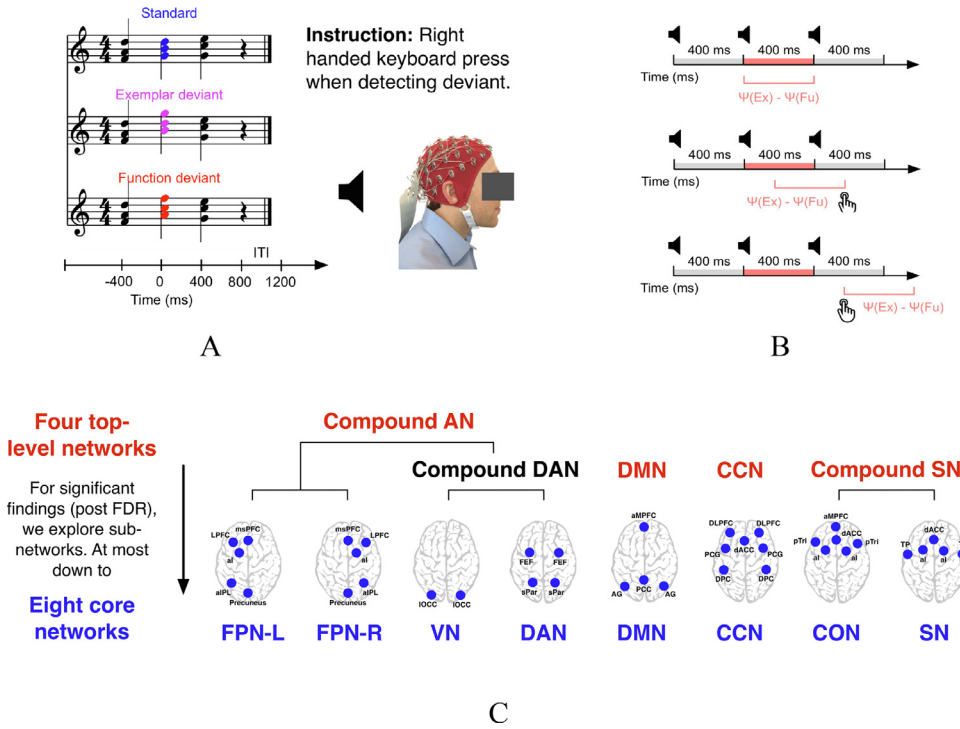 Standard
Exemplar deviant
Function deviant
ITI
-400 0 400 800 1200
Time (ms)
Instruction: Right
handed keyboard press
when detecting deviant.
A
400 ms 400 ms 400 ms
Time (ms)
Ψ(Ex) - Ψ(Fu)
400 ms 400 ms 400 ms
Time (ms)
Ψ(Ex) - Ψ(Fu)
400 ms 400 ms 400 ms
Time (ms)
Ψ(Ex) - Ψ(Fu)
B
Four top-
level networks
For significant
findings (post FDR),
we explore sub-
networks. At most
down to
Eight core
networks
Compound AN
Compound DAN
DMN
CCN
Compound SN
LPFC
msPFC
aI
aIPL
Precuneus
FPN-L
msPFC
LPFC
aI
aIPL
Precuneus
FPN-R
IOCC IOCC
VN
FEF FEF
sPar sPar
DAN
aMPFC
AG
PCC
AG
DMN
DLPFC DLPFC
dACC
PCG PCG
DPC DPC
CCN
aMPFC
dACC
pTri pTri
aI aI
CON
dACC
TP
aI aI
SN
C